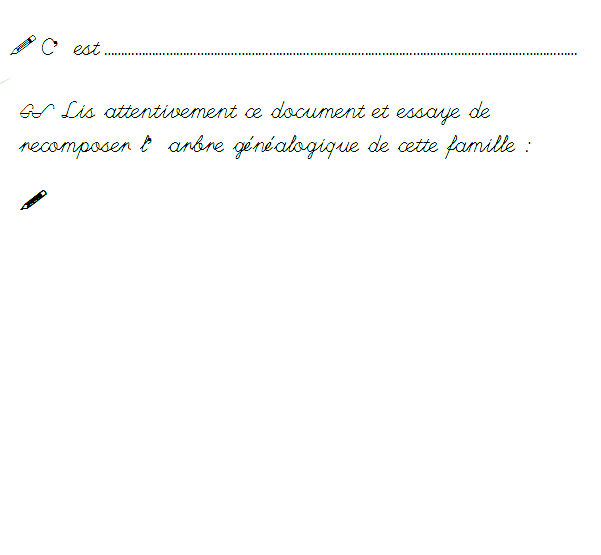 C' est ................................................................................
Lis attentivement ce document et essaye de
recomposer l' arbre généalogique de cette famille :